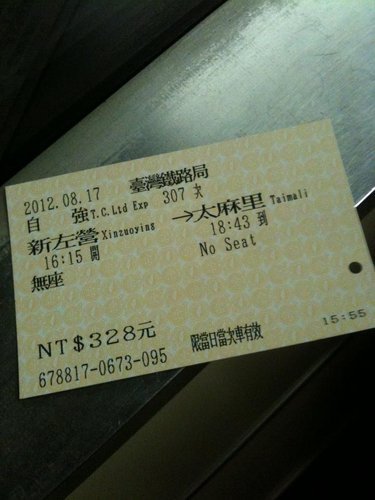 臺灣鐵路局
2012.08.17
自強 T.C.Ltd Exp 307 次
新左營 Xinzuoying → 太麻里 Taimali
16:15 開 18:43 到
無座 No Seat
NT$328元 限當日當次車有效
678817-0673-095
15:55